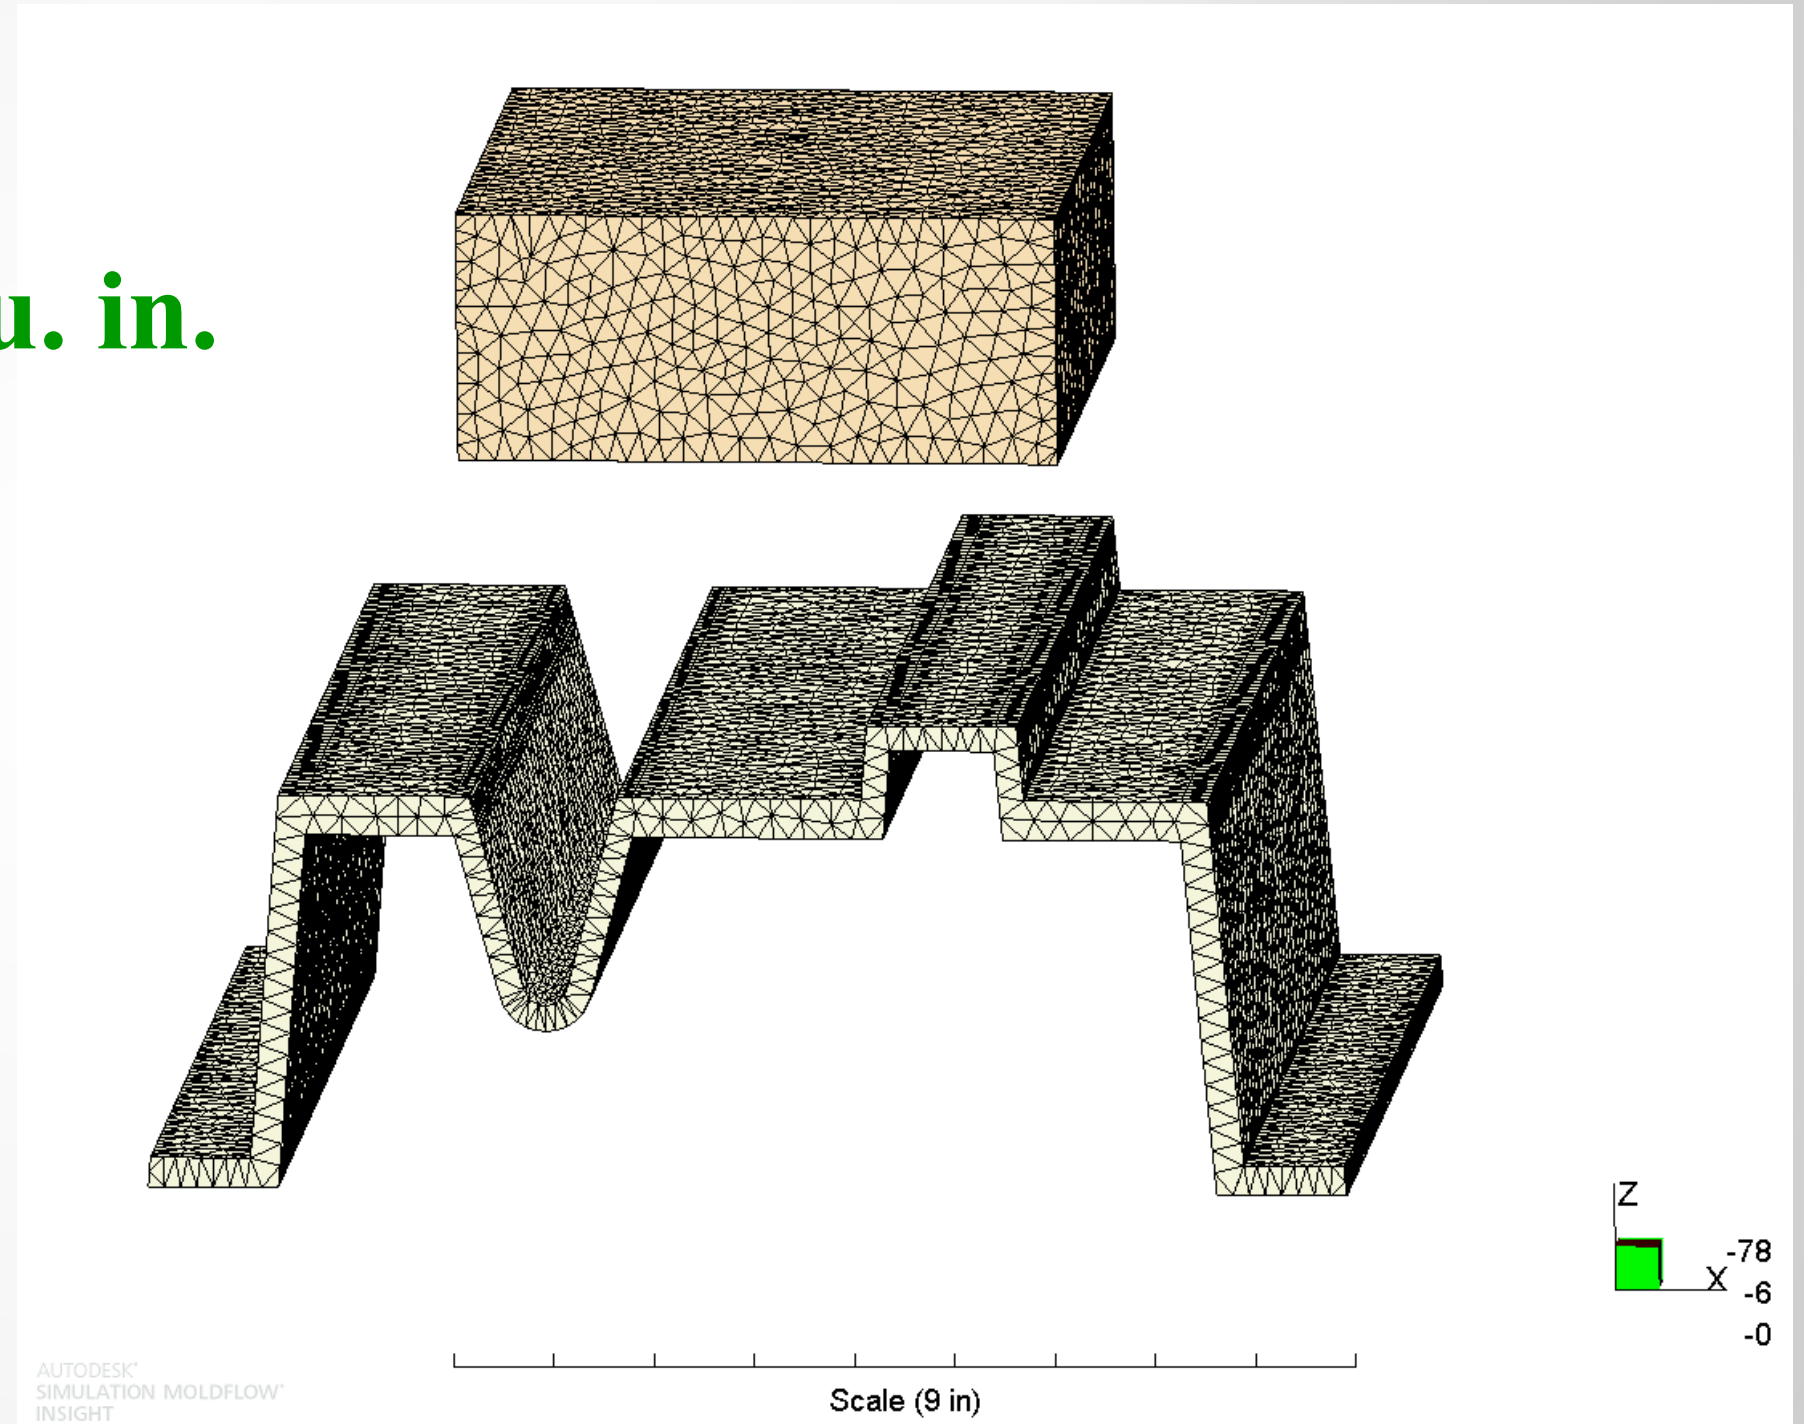 u. in.
Z
-78
X
-6
-0
AUTODESK®
SIMULATION MOLDFLOW®
INSIGHT
Scale (9 in)